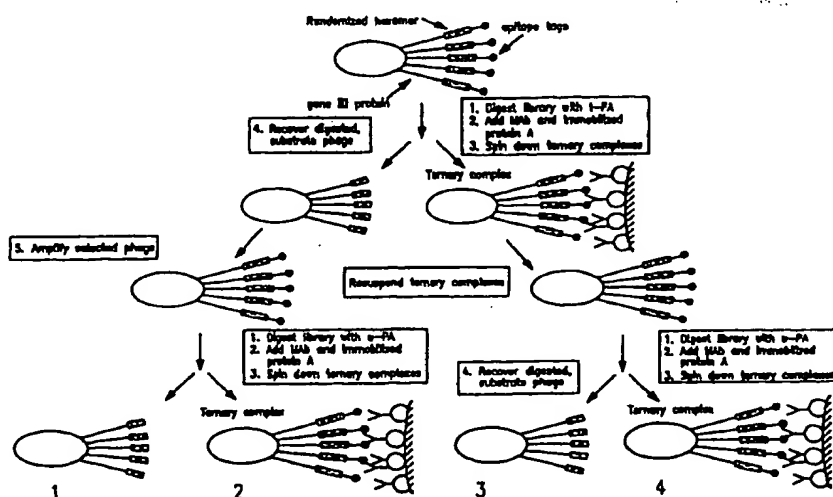 Randomized hexamer
epitope tags
gene III protein
4. Recover digested,
substrate phage
1. Digest library with t-PA
2. Add MAb and immobilized
protein A
3. Spin down ternary complexes
Ternary complex
5. Amplify selected phage
Resuspend ternary complexes
1. Digest library with u-PA
2. Add MAb and immobilized
protein A
3. Spin down ternary complexes
4. Recover digested,
substrate phage
1. Digest library with u-PA
2. Add MAb and immobilized
protein A
3. Spin down ternary complexes
Ternary complex
Ternary complex
1
2
3
4